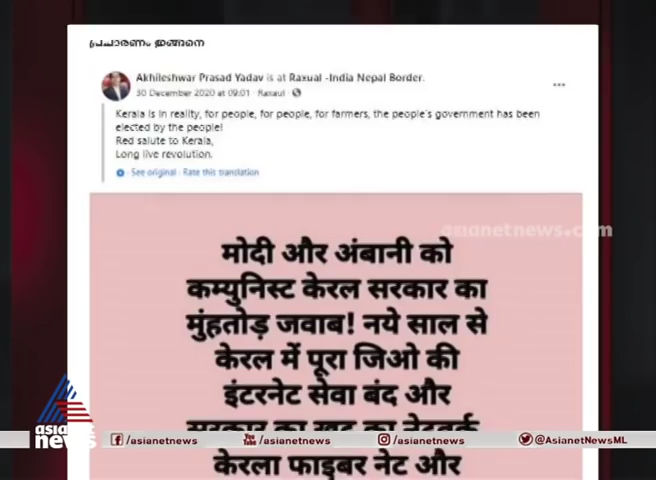 പ്രചാരണം ഇങ്ങനെ
Akhileshwar Prasad Yadav is at Raxual -India Nepal Border.
30 December 2020 at 09:01 · Raxaul ·
Kerala is in reality, for people, for people, for farmers, the people's government has been
elected by the people!
Red salute to Kerala,
Long live revolution.
See original · Rate this translation
asianetnews.com
मोदी और अंबानी को
कम्युनिस्ट केरल सरकार का
मुंहतोड़ जवाब! नये साल से
केरल में पूरा जिओ की
इंटरनेट सेवा बंद और
सरकार का खुद का नेटवर्क
केरला फाइबर नेट और
asianet
news
/asianetnews
/asianetnews
/asianetnews
@AsianetNewsML